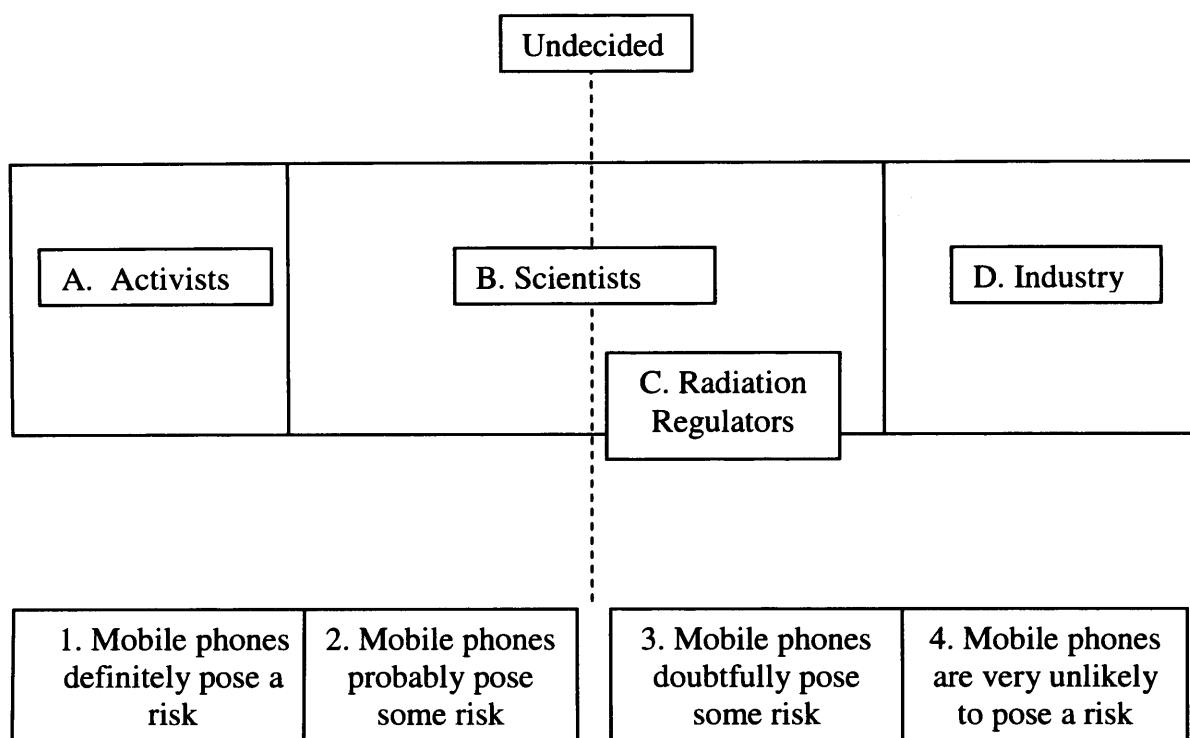 Undecided
A. Activists
B. Scientists
D. Industry
C. Radiation
Regulators
1. Mobile phones
definitely pose a
risk
2. Mobile phones
probably pose
some risk
3. Mobile phones
doubtfully pose
some risk
4. Mobile phones
are very unlikely
to pose a risk